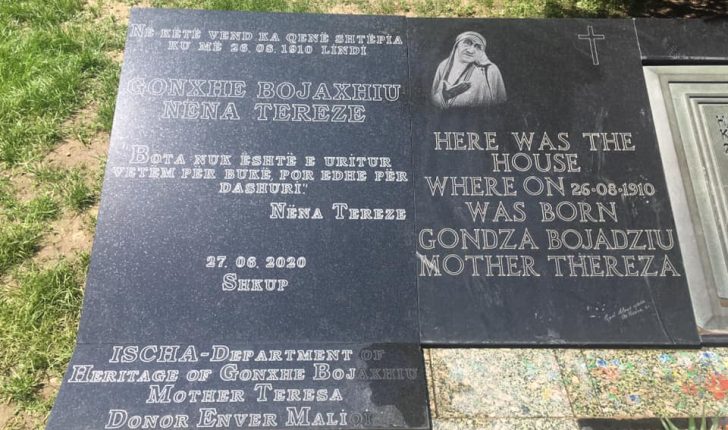 Në këtë vend ka qenë shtëpia
ku më 26. 08. 1910 lindi
GONXHE BOJAXHIU
NËNA TEREZE
"Bota nuk është e uritur
vetëm për bukë, por edhe për
dashuri."
Nëna Tereze
27. 06. 2020
Shkup
ISCHA-Department of
Heritage of Gonxhe Bojaxhiu
Mother Teresa
Donor Enver Maliqi
HERE WAS THE
HOUSE
WHERE ON 26-08-1910
WAS BORN
GONDZA BOJADZIU
MOTHER THEREZA